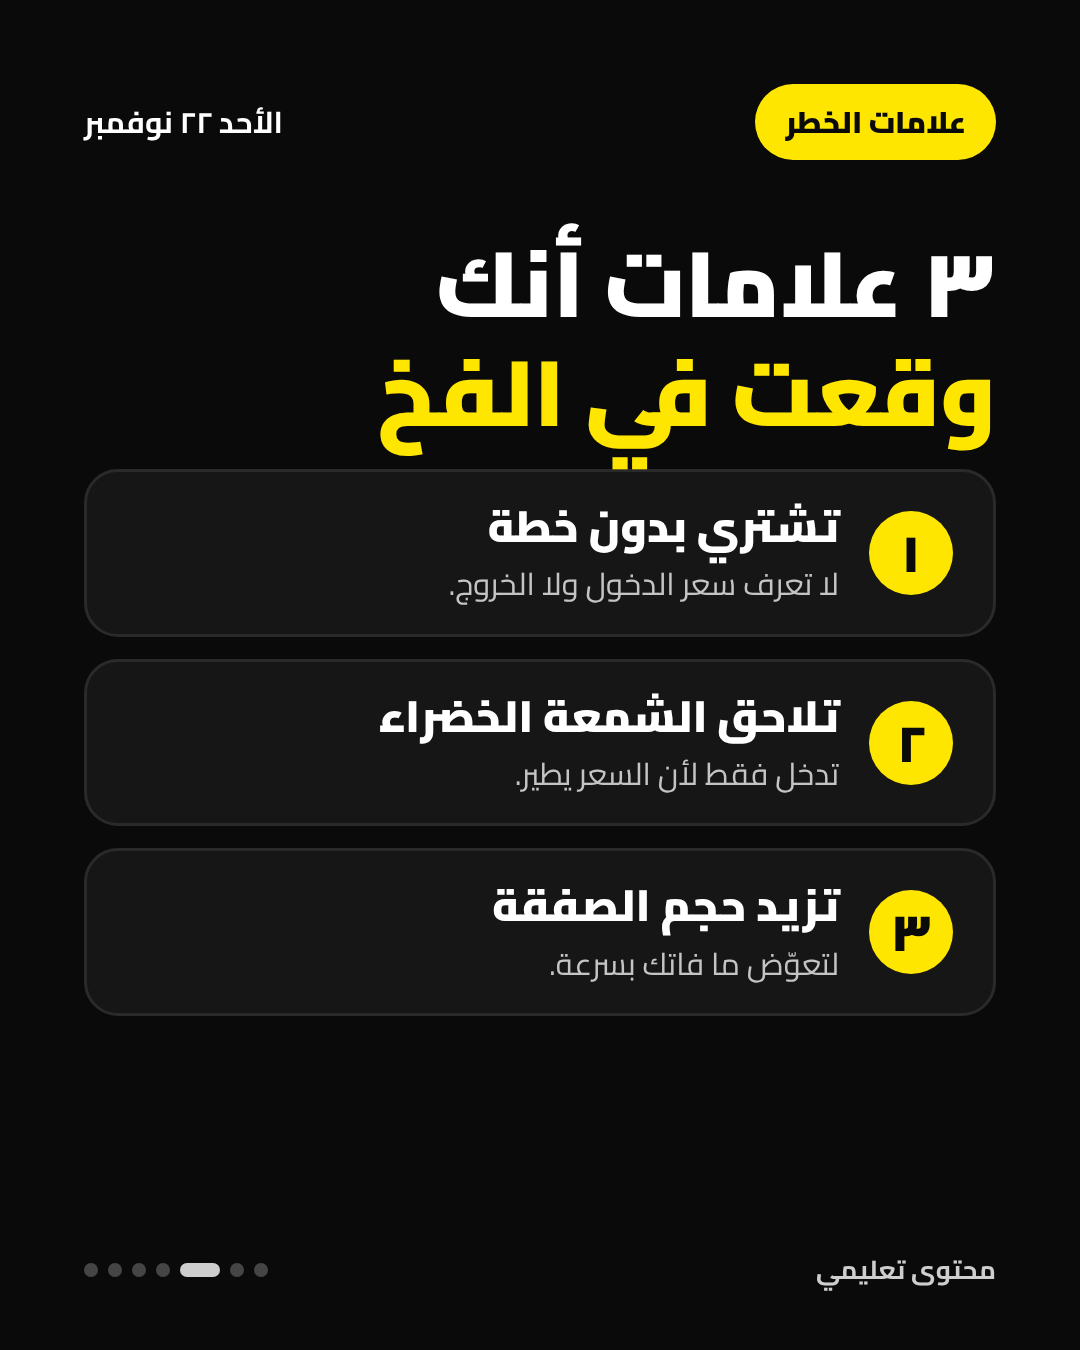 علامات الخطر
الأحد ٢٢ نوفمبر
٣ علامات أنك
وقعت في الفخ
١
تشتري بدون خطة
لا تعرف سعر الدخول ولا الخروج.
٢
تلاحق الشمعة الخضراء
تدخل فقط لأن السعر يطير.
٣
تزيد حجم الصفقة
لتعوّض ما فاتك بسرعة.
محتوى تعليمي